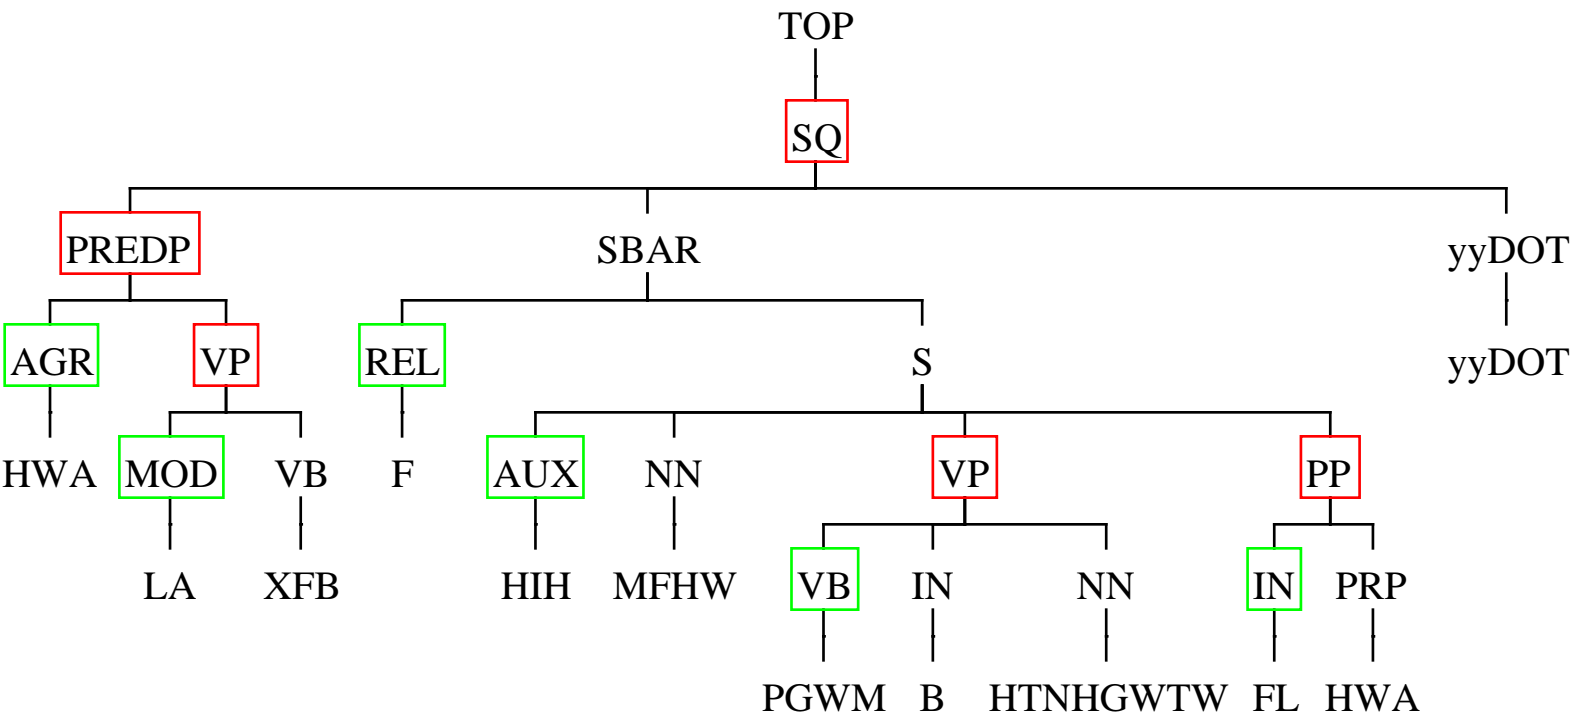 TOP
SQ
PREDP SBAR yyDOT
AGR VP REL S yyDOT
HWA MOD VB F AUX NN VP PP
LA XFB HIH MFHW VB IN NN IN PRP
PGWM B HTNHGWTW FL HWA